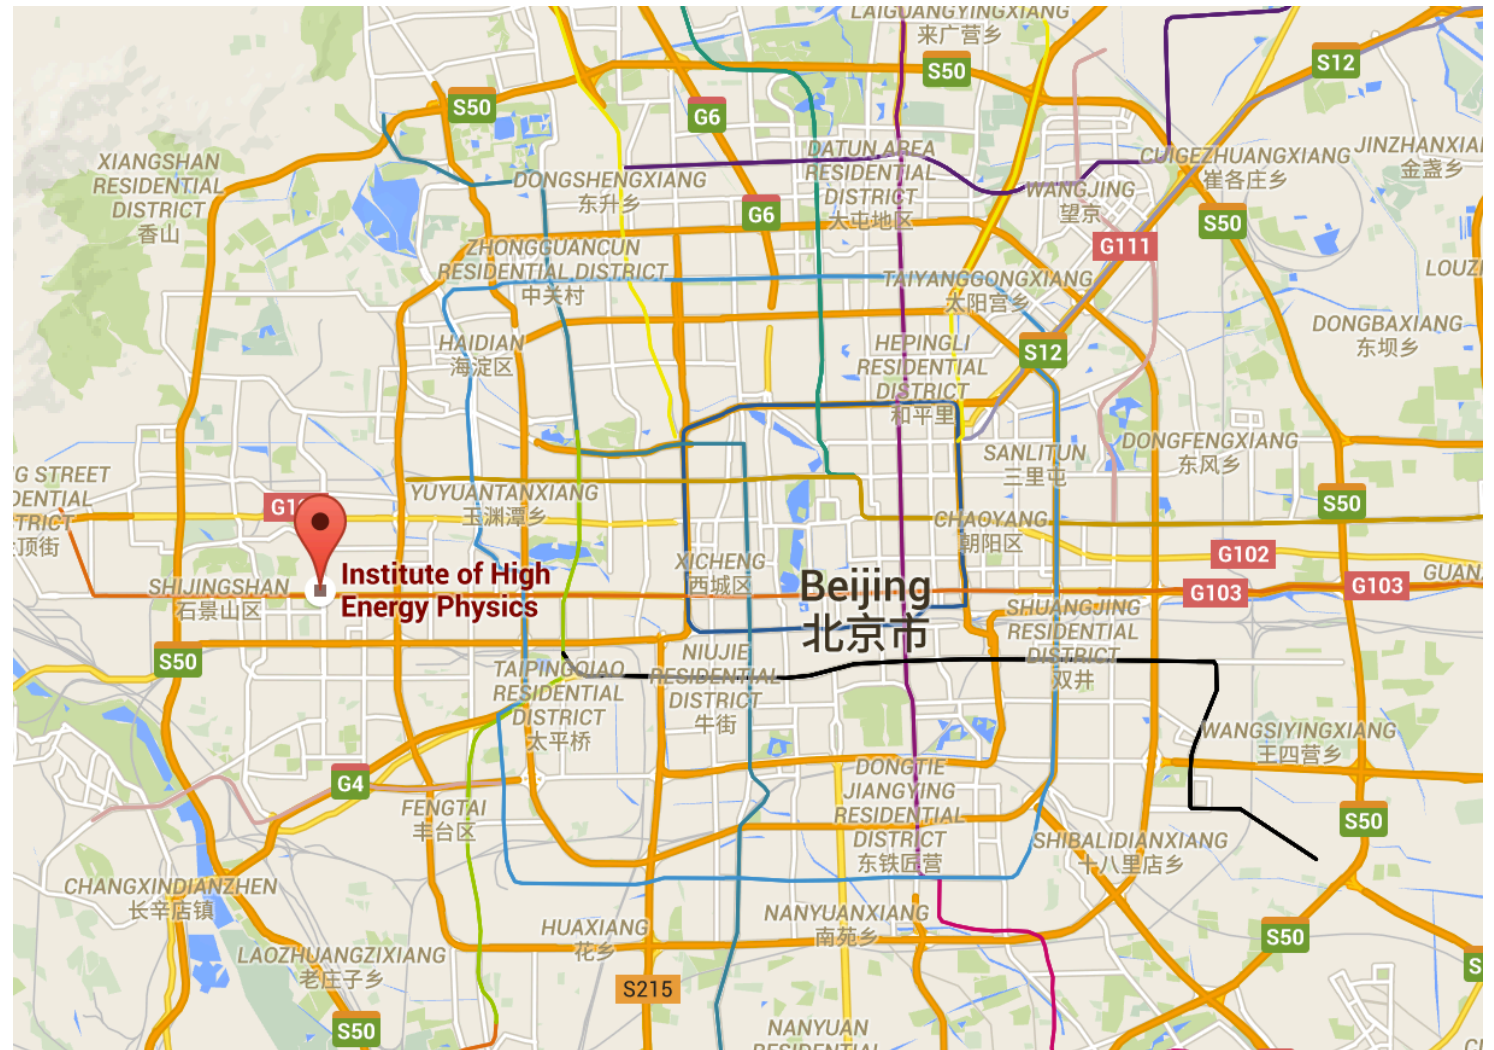 LAIGUANGYINGXIANG
来广营乡
S12
S50
S50
G6
DATUN AREA
RESIDENTIAL
DISTRICT
大屯地区
XIANGSHAN
RESIDENTIAL
DISTRICT
香山
CUIGEZHUANGXIANG
崔各庄乡
金盏乡
DONGSHENGXIANG
东升乡
WANGJING
望京
G6
S50
G111
ZHONGGUANCUN
RESIDENTIAL DISTRICT
中关村
TAIYANGGONGXIANG
太阳宫乡
DONGBAXIANG
东坝乡
HAIDIAN
海淀区
HEPINGLI
RESIDENTIAL
DISTRICT
和平里
S12
SANLITUN
三里屯
DONGFENGXIANG
东风乡
G STREET
YUYUANTANXIANG
玉渊潭乡
S50
CHAOYANG
朝阳区
G102
XICHENG
西城区
Institute of High
Energy Physics
SHIJINGSHAN
石景山区
Beijing
北京市
G103
G103
SHUANGJING
RESIDENTIAL
DISTRICT
双井
S50
NIUJIE
RESIDENTIAL
DISTRICT
牛街
TAIPINGQIAO
RESIDENTIAL
DISTRICT
太平桥
WANGSIYINGXIANG
王四营乡
G4
DONGTIE
JIANGYING
RESIDENTIAL
DISTRICT
东铁匠营
FENGTAI
丰台区
S50
SHIBALIDIANXIANG
十八里店乡
CHANGXINDIANZHEN
长辛店镇
NANYUANXIANG
南苑乡
HUAXIANG
花乡
S50
LAOZHUANGZIXIANG
老庄子乡
S215
S50
NANYUAN
RESIDENTIAL